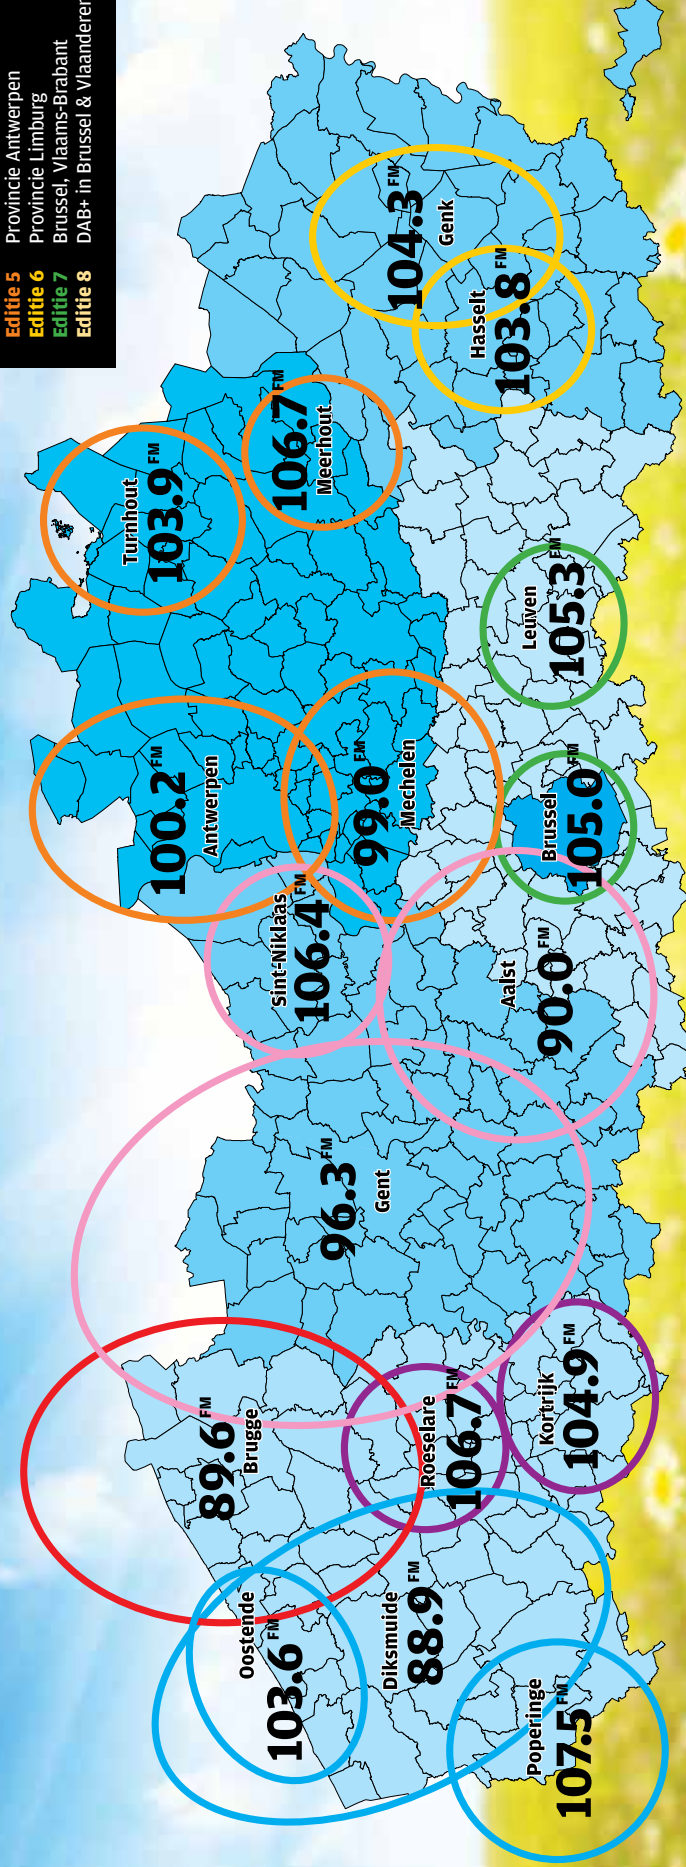 Editie 5 Provincie Antwerpen
Editie 6 Provincie Limburg
Editie 7 Brussel, Vlaams-Brabant
Editie 8 DAB+ in Brussel & Vlaanderen
Oostende
103.6 FM
Diksmuide
88.9 FM
Poperinge
107.5 FM
89.6 FM
Brugge
Roeselare
106.7 FM
Kortrijk
104.9 FM
96.3 FM
Gent
Sint-Niklaas
106.4 FM
Aalst
90.0 FM
100.2 FM
Antwerpen
99.0 FM
Mechelen
Brussel
105.0 FM
Turnhout
103.9 FM
106.7 FM
Meerhout
Leuven
105.3 FM
104.3 FM
Genk
Hasselt
103.8 FM